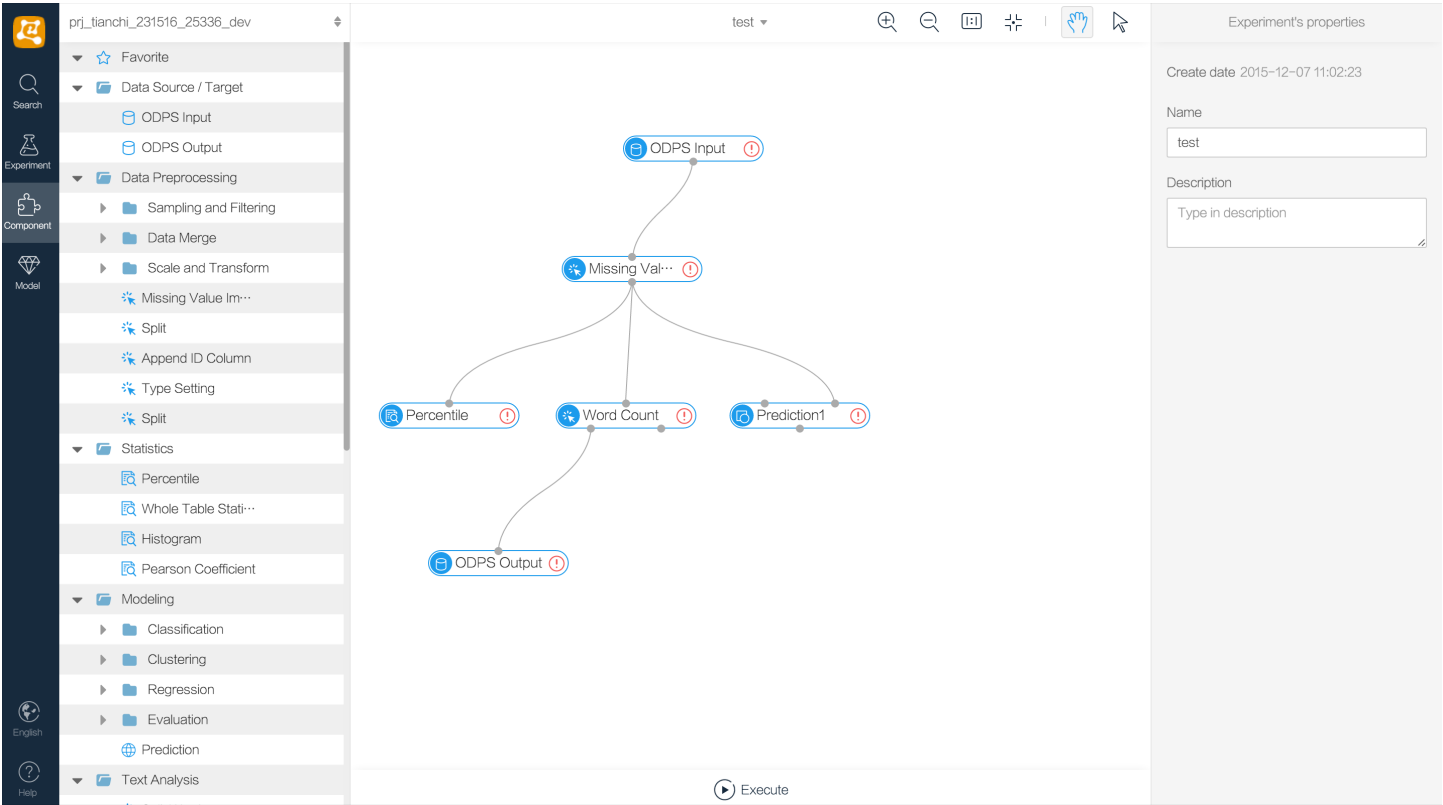 prj_tianchi_231516_25336_dev
test
Experiment's properties
Search
Experiment
Component
Model
English
Help
Favorite
Data Source / Target
ODPS Input
ODPS Output
Data Preprocessing
Sampling and Filtering
Data Merge
Scale and Transform
Missing Value Im···
Split
Append ID Column
Type Setting
Split
Statistics
Percentile
Whole Table Stati···
Histogram
Pearson Coefficient
Modeling
Classification
Clustering
Regression
Evaluation
Prediction
Text Analysis
ODPS Input
Missing Val···
Percentile
Word Count
Prediction1
ODPS Output
Execute
Create date 2015-12-07 11:02:23
Name
test
Description
Type in description